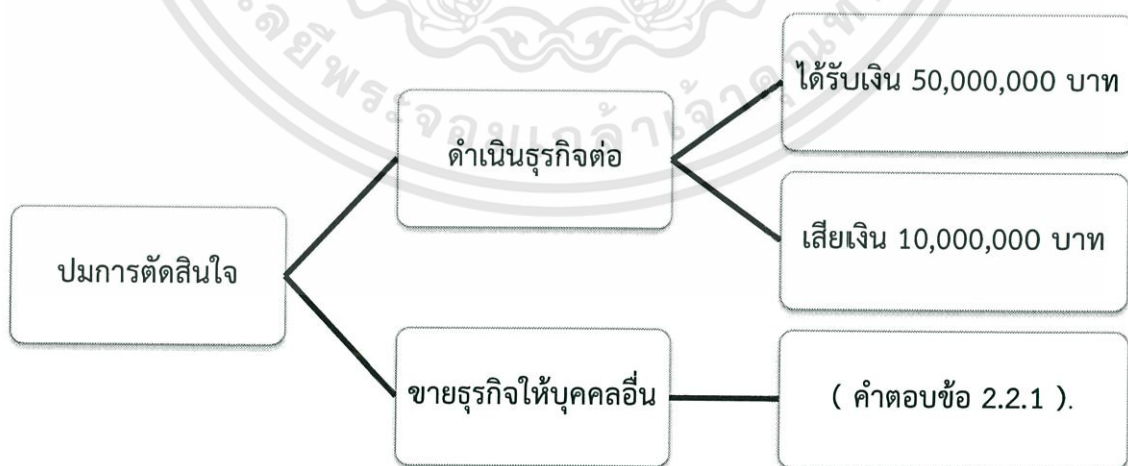 ได้รับเงิน 50,000,000 บาท
ดำเนินธุรกิจต่อ
เสียเงิน 10,000,000 บาท
ปมการตัดสินใจ
ขายธุรกิจให้บุคคลอื่น
( คำตอบข้อ 2.2.1 ).